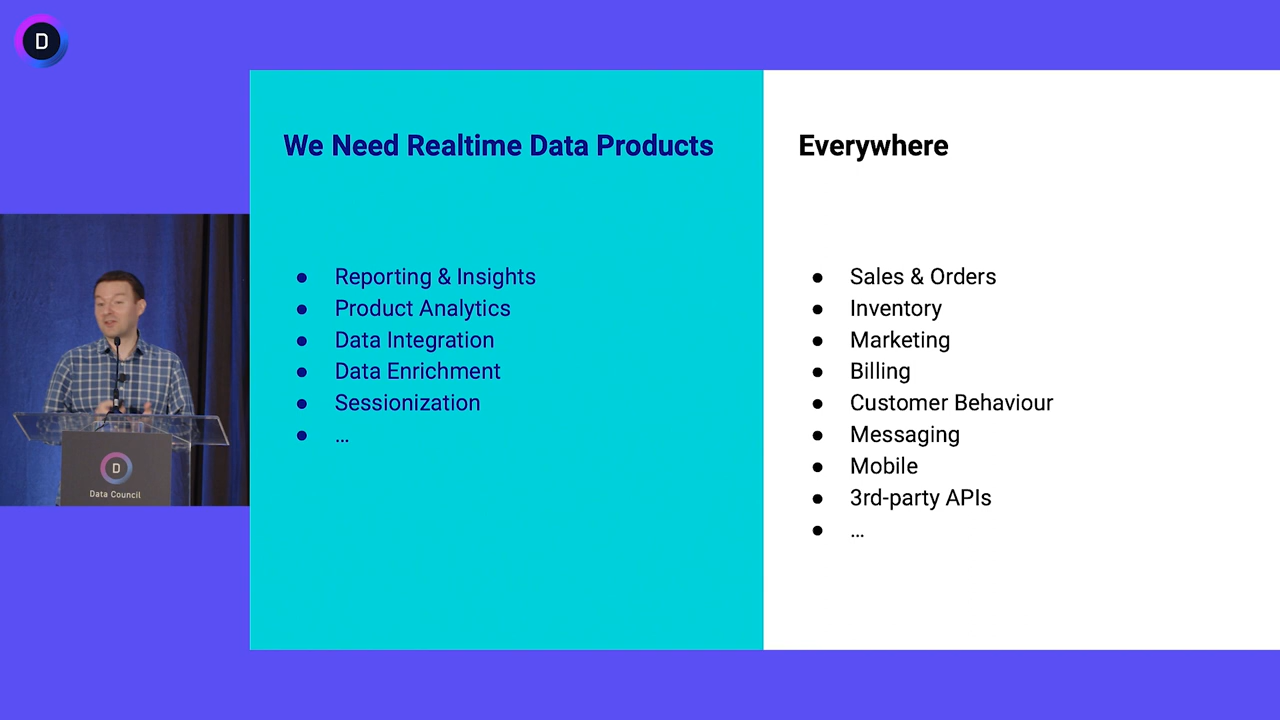 D
We Need Realtime Data Products
● Reporting & Insights
● Product Analytics
● Data Integration
● Data Enrichment
● Sessionization
● ...
Everywhere
● Sales & Orders
● Inventory
● Marketing
● Billing
● Customer Behaviour
● Messaging
● Mobile
● 3rd-party APIs
● ...
D
Data Council